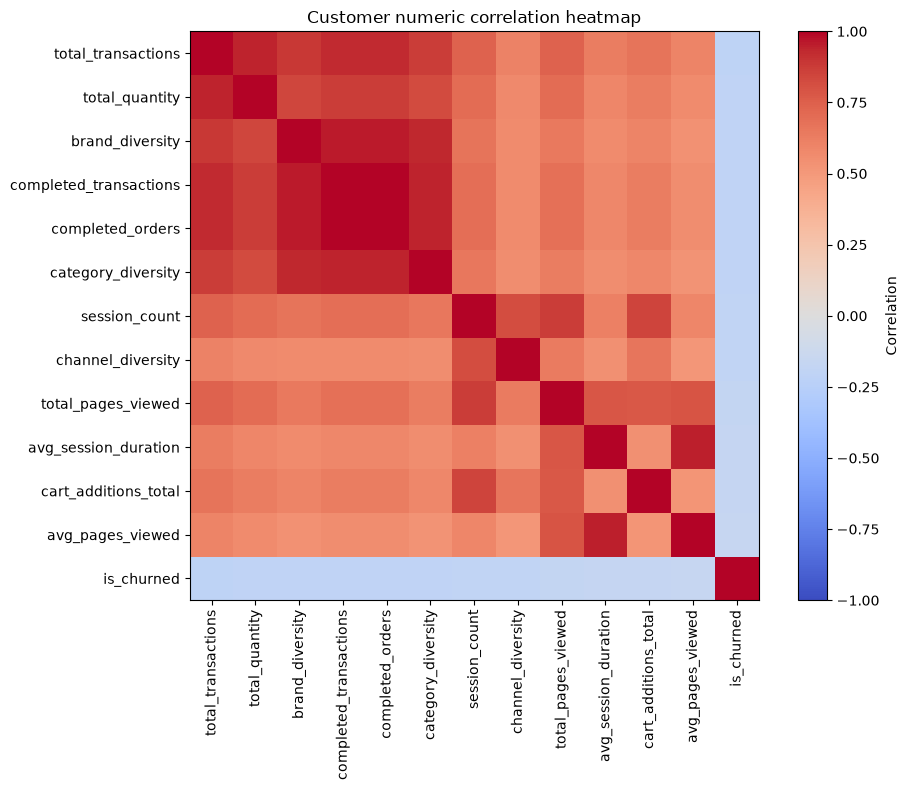 Customer numeric correlation heatmap
total_transactions
total_quantity
brand_diversity
completed_transactions
completed_orders
category_diversity
session_count
channel_diversity
total_pages_viewed
avg_session_duration
cart_additions_total
avg_pages_viewed
is_churned
total_transactions
total_quantity
brand_diversity
completed_transactions
completed_orders
category_diversity
session_count
channel_diversity
total_pages_viewed
avg_session_duration
cart_additions_total
avg_pages_viewed
is_churned
1.00
0.75
0.50
0.25
0.00
−0.25
−0.50
−0.75
−1.00
Correlation